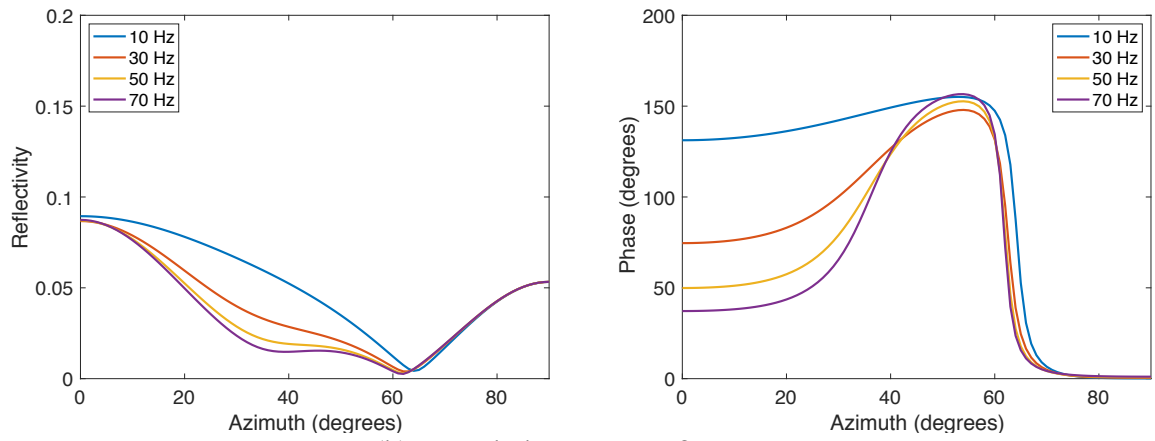 0.2
0.15
0.1
0.05
0
Reflectivity
10 Hz
30 Hz
50 Hz
70 Hz
0 20 40 60 80
Azimuth (degrees)
200
150
100
50
0
Phase (degrees)
10 Hz
30 Hz
50 Hz
70 Hz
0 20 40 60 80
Azimuth (degrees)